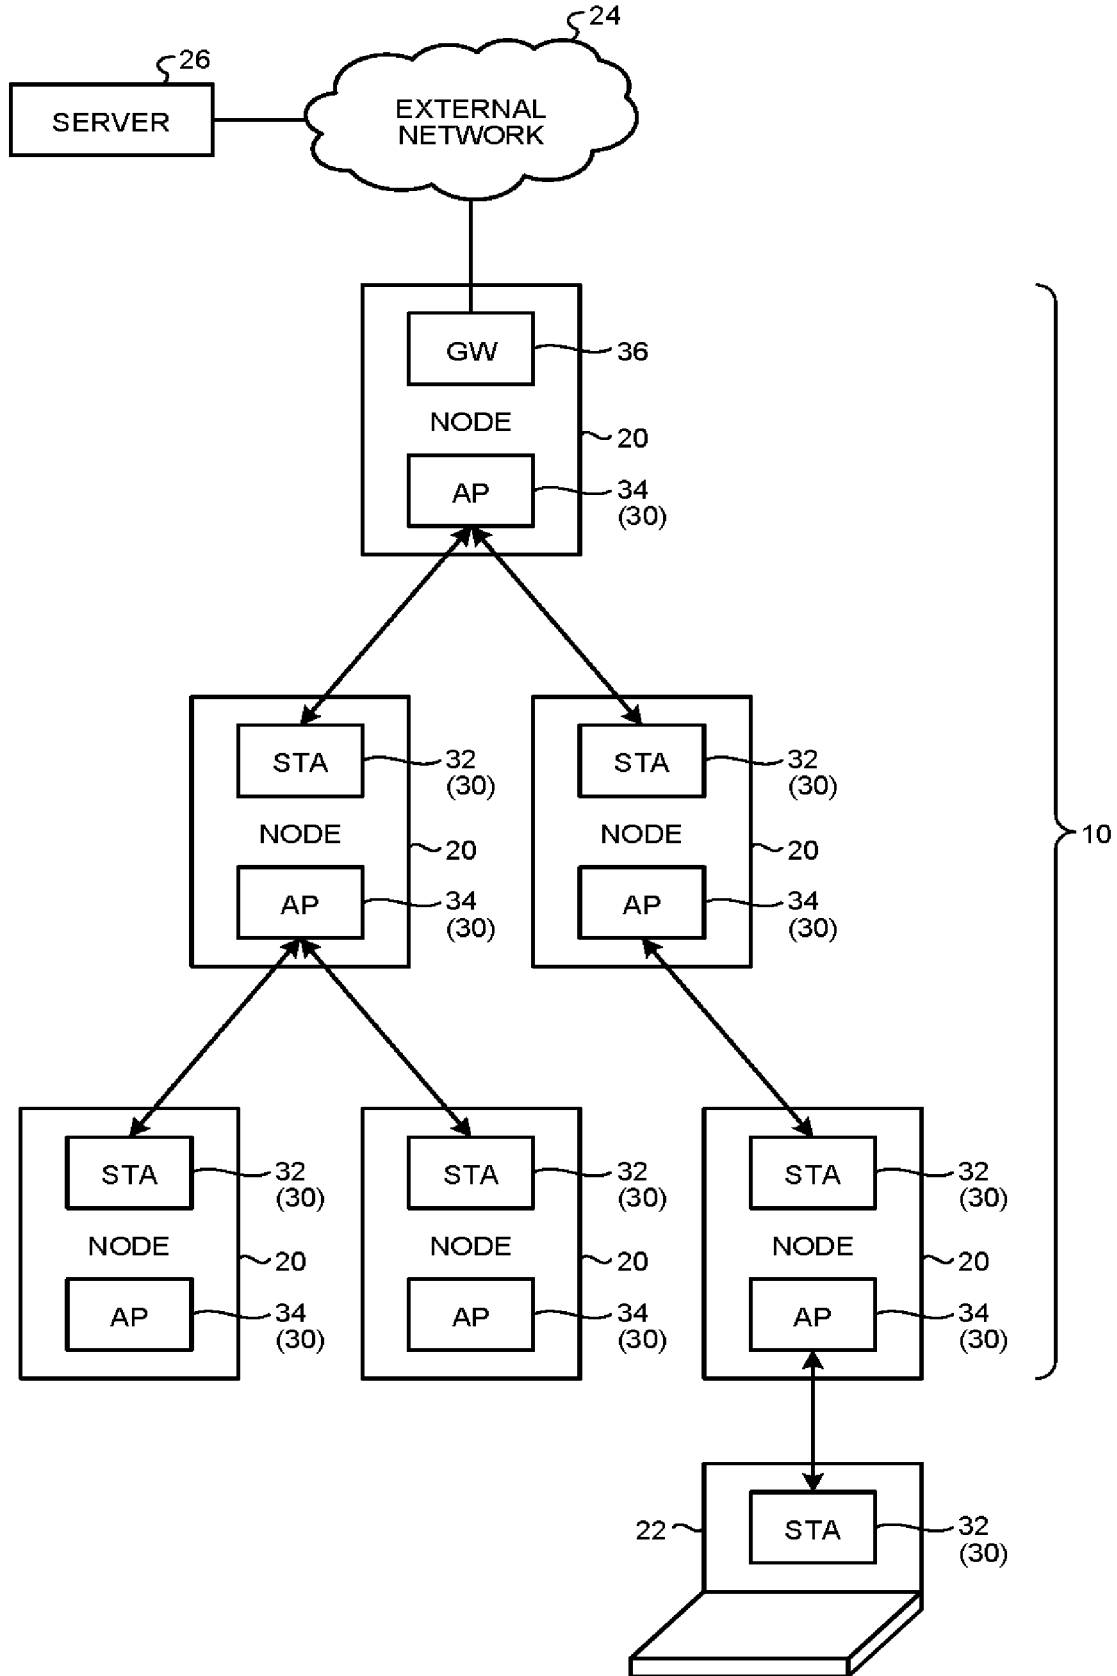 24
26
SERVER
EXTERNAL
NETWORK
GW
36
NODE
20
AP
34
(30)
STA
32
(30)
STA
32
(30)
NODE
20
NODE
20
10
AP
34
(30)
AP
34
(30)
STA
32
(30)
STA
32
(30)
STA
32
(30)
NODE
20
NODE
20
NODE
20
AP
34
(30)
AP
34
(30)
AP
34
(30)
22
STA
32
(30)